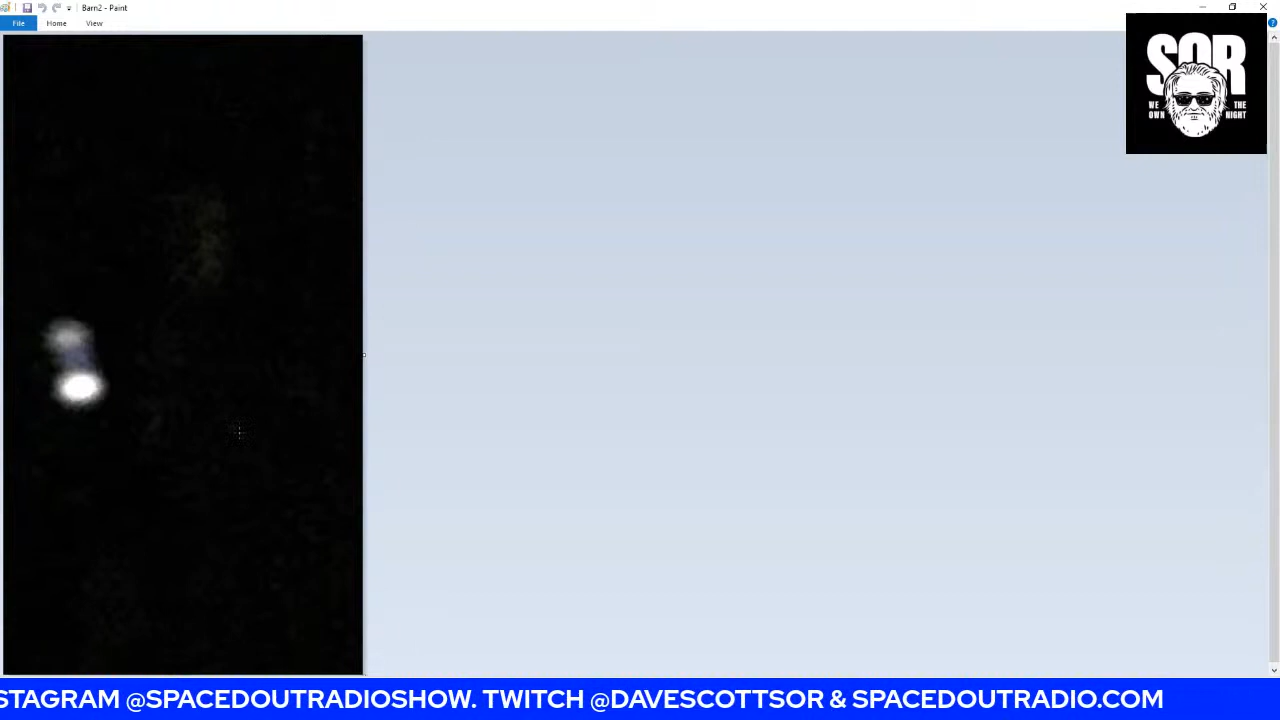 Barn2 - Paint
File Home View
SOR
WE THE
OWN NIGHT
STAGRAM @SPACEDOUTRADIOSHOW. TWITCH @DAVESCOTTSOR & SPACEDOUTRADIO.COM